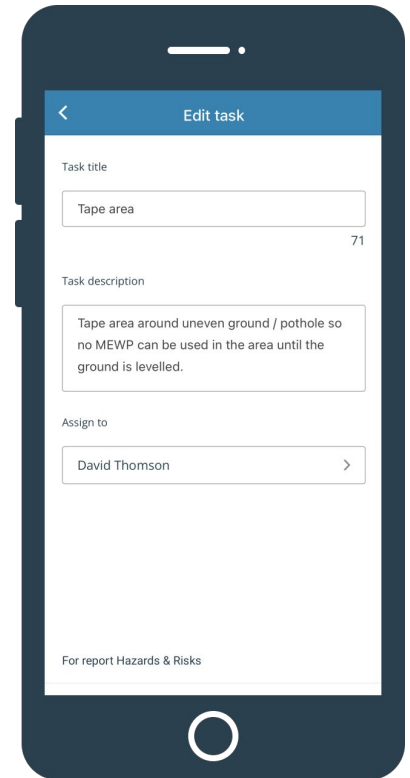 Edit task
Task title
Tape area
71
Task description
Tape area around uneven ground / pothole so
no MEWP can be used in the area until the
ground is levelled.
Assign to
David Thomson
For report Hazards & Risks